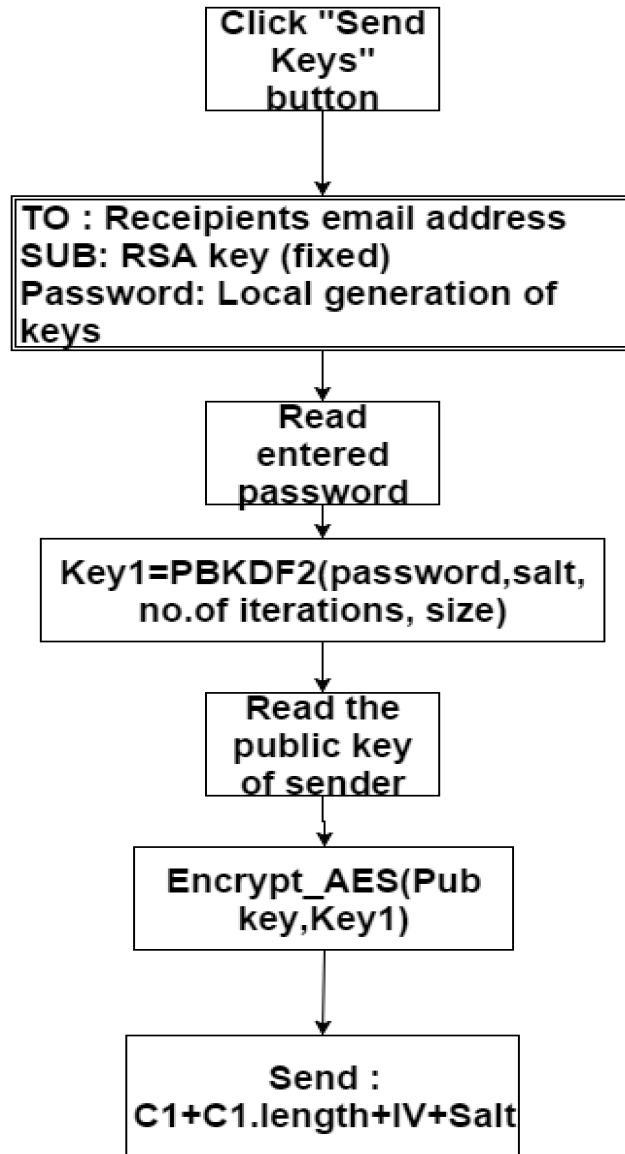 Click "Send
Keys"
button
TO : Receipients email address
SUB: RSA key (fixed)
Password: Local generation of
keys
Read
entered
password
Key1=PBKDF2(password,salt,
no.of iterations, size)
Read the
public key
of sender
Encrypt_AES(Pub
key,Key1)
Send :
C1+C1.length+IV+Salt